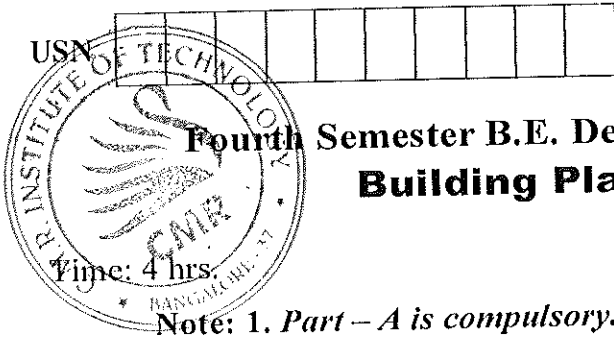 USN
C.M.R. INSTITUTE OF TECHNOLOGY
CMR
BANGALORE - 37
Fourth Semester B.E. De
Building Pla
Time: 4 hrs.
Note: 1. Part – A is compulsory.